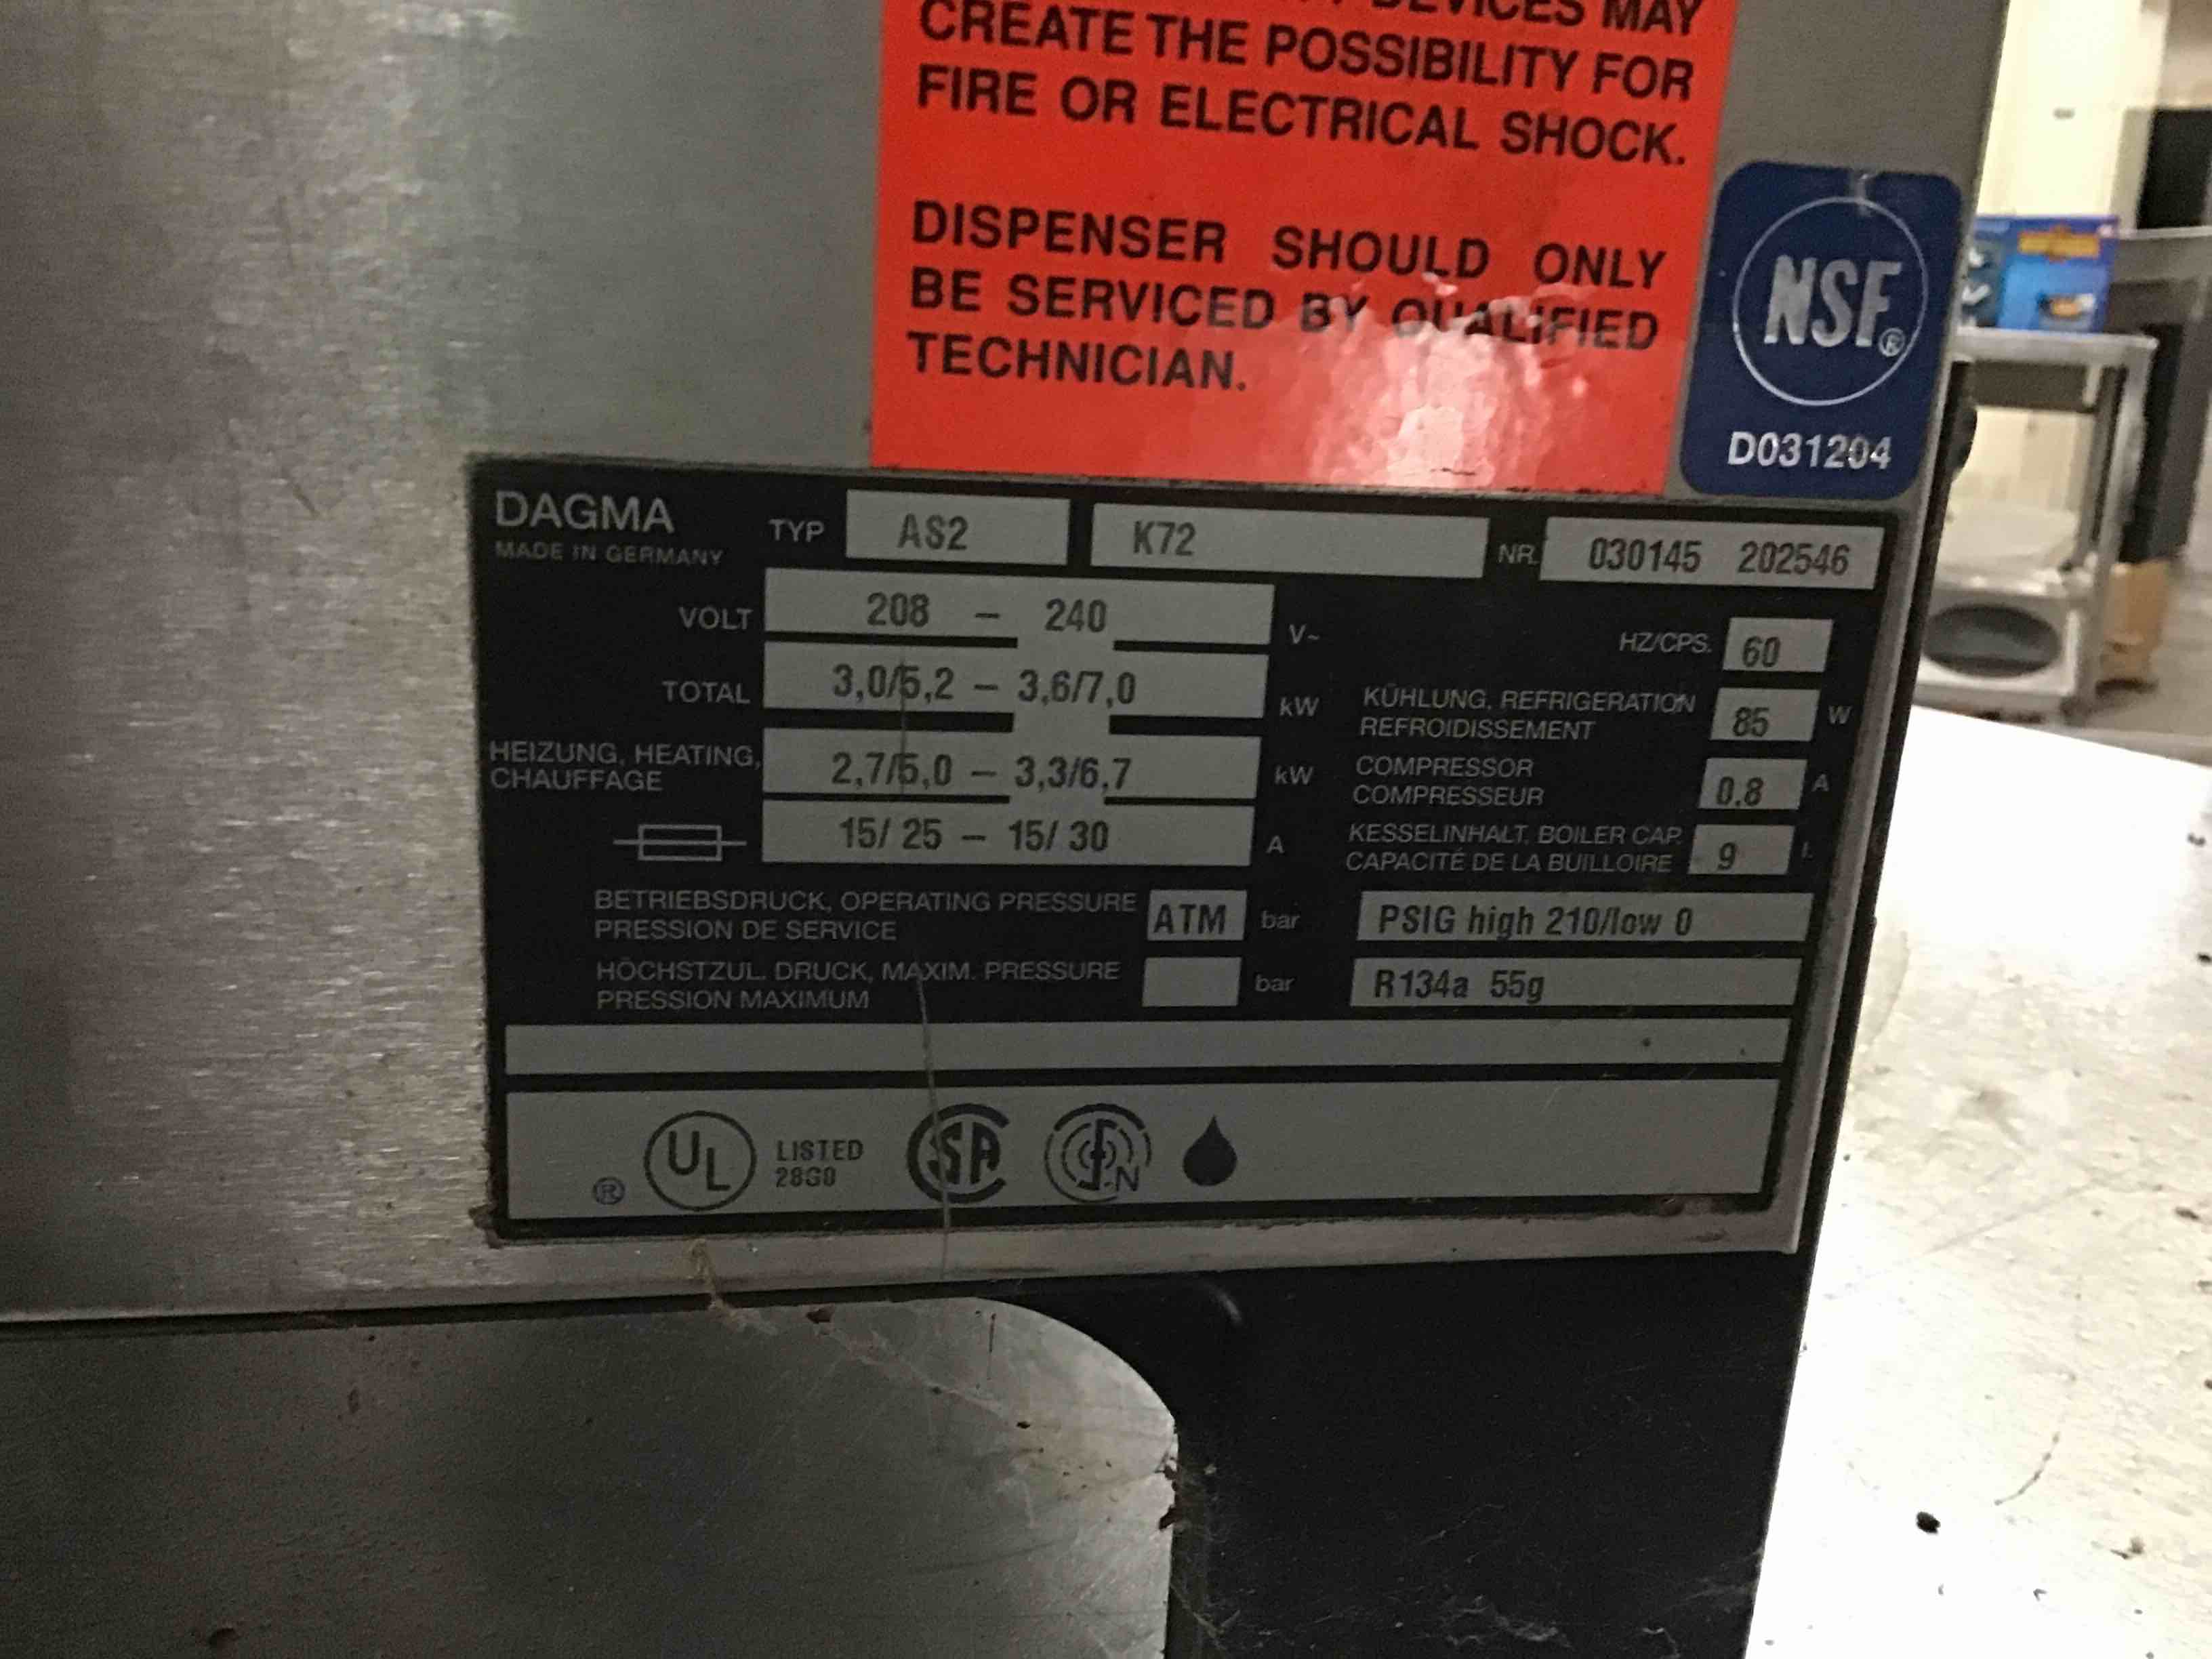 DEVICES MAY
CREATE THE POSSIBILITY FOR
FIRE OR ELECTRICAL SHOCK.
DISPENSER SHOULD ONLY
BE SERVICED BY QUALIFIED
TECHNICIAN.
NSF®
D031204
DAGMA
MADE IN GERMANY
TYP AS2 K72 NR. 030145 202546
VOLT 208 – 240 V~
HZ/CPS. 60
TOTAL 3,0/5,2 – 3,6/7,0 kW
KÜHLUNG, REFRIGERATION
REFROIDISSEMENT 85 W
HEIZUNG, HEATING,
CHAUFFAGE 2,7/5,0 – 3,3/6,7 kW
COMPRESSOR
COMPRESSEUR 0,8 A
15/ 25 – 15/ 30 A
KESSELINHALT, BOILER CAP.
CAPACITÉ DE LA BUILLOIRE 9 l.
BETRIEBSDRUCK, OPERATING PRESSURE
PRESSION DE SERVICE ATM bar
PSIG high 210/low 0
HÖCHSTZUL. DRUCK, MAXIM. PRESSURE
PRESSION MAXIMUM bar
R134a 55g
® UL LISTED
28G0
SA